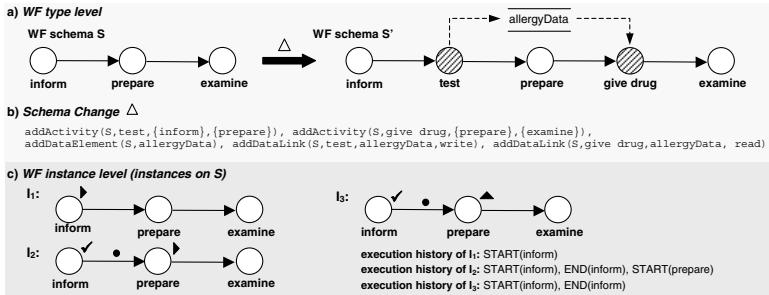 a) WF type level
WF schema S
△
WF schema S'
allergyData
inform prepare examine
inform test prepare give drug examine
b) Schema Change △
addActivity(S,test,{inform},{prepare}), addActivity(S,give drug,{prepare},{examine}),
addDataElement(S,allergyData), addDataLink(S,test,allergyData,write), addDataLink(S,give drug,allergyData, read)
c) WF instance level (instances on S)
I1:
inform prepare examine
I2:
inform prepare examine
I3:
inform prepare examine
execution history of I1: START(inform)
execution history of I2: START(inform), END(inform), START(prepare)
execution history of I3: START(inform), END(inform)